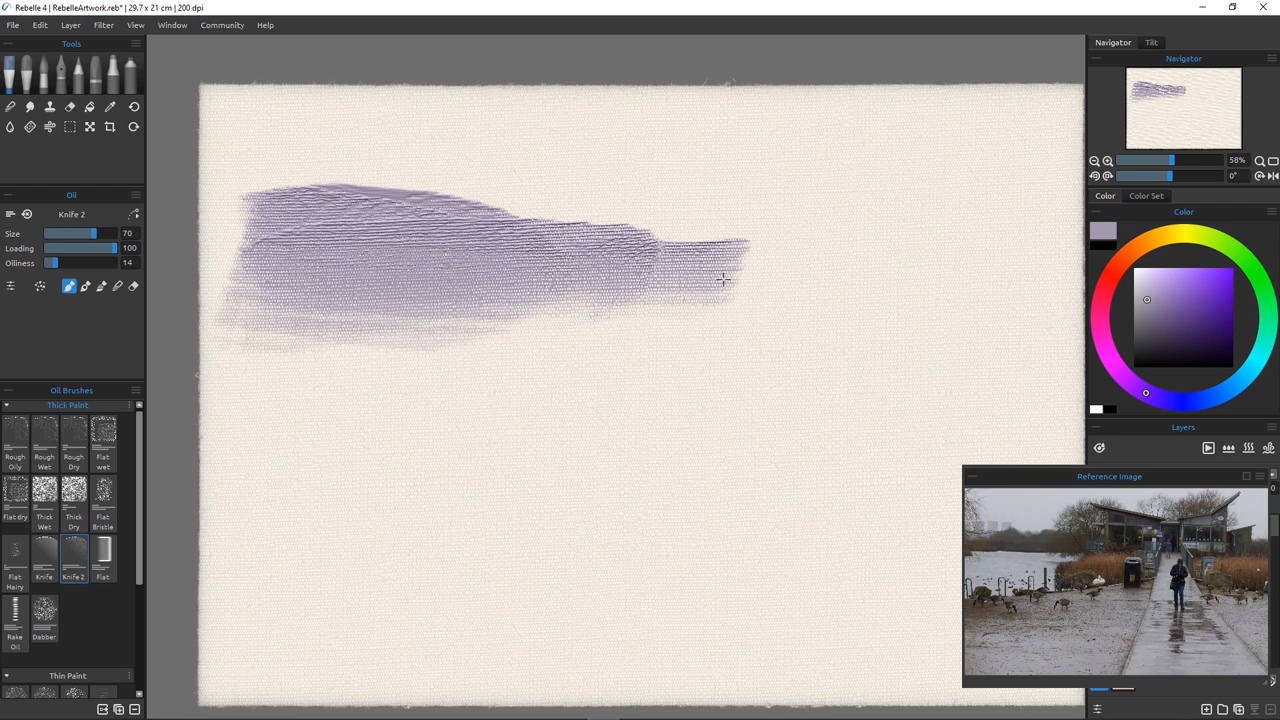 Rebelle 4 | RebelleArtwork.reb* | 29.7 x 21 cm | 200 dpi
File Edit Layer Filter View Window Community Help
Tools
Oil
Knife 2
Size 70
Loading 100
Oiliness 14
Oil Brushes
Thick Paint
Rough Oily
Rough Wet
Rough Dry
Flat wet
Flat dry
Thick Wet
Thick Dry
Flat Bristle
Flat Hairy
Knife
Knife 2
Flat
Rake Oil
Dabber
Thin Paint
Navigator Tilt
Navigator
58%
0°
Color Color Set
Color
Layers
Reference Image
0